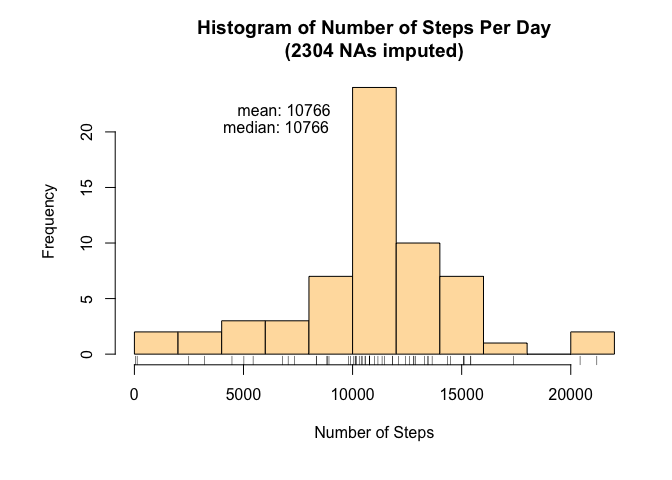 Histogram of Number of Steps Per Day
(2304 NAs imputed)
mean: 10766
median: 10766
Frequency
20
15
10
5
0
0 5000 10000 15000 20000
Number of Steps